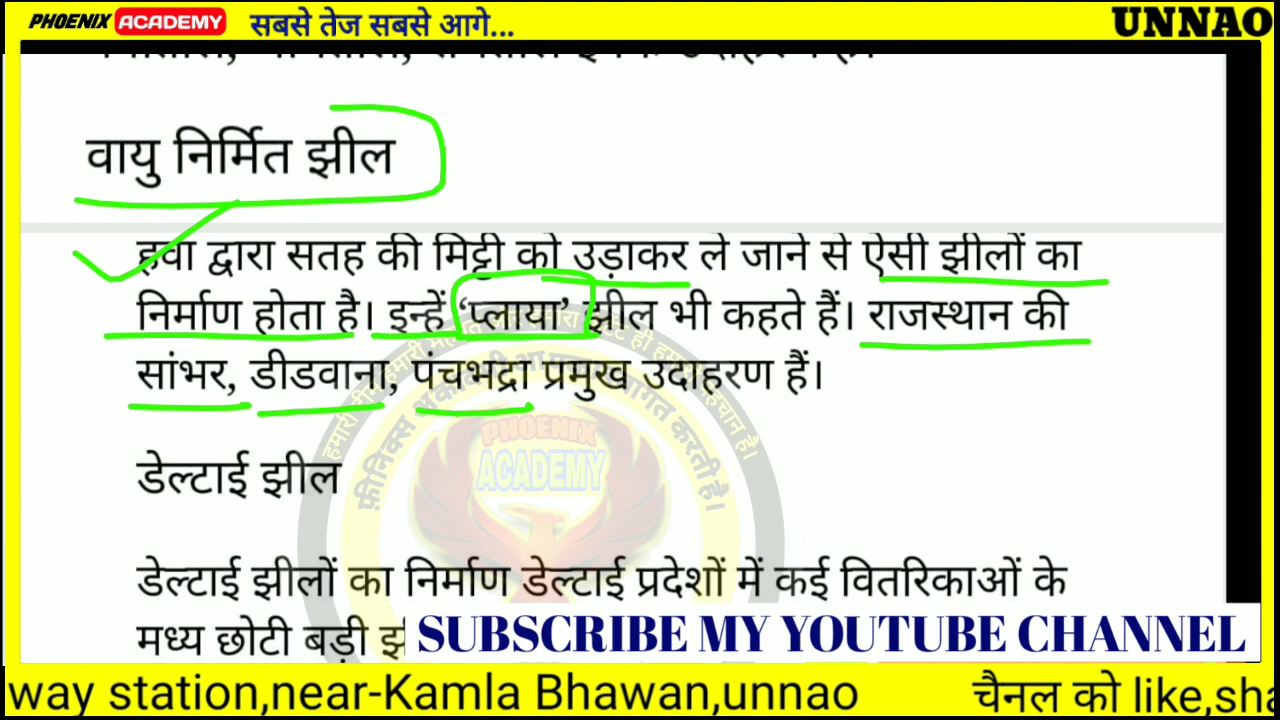 PHOENIX ACADEMY सबसे तेज सबसे आगे... UNNAO
वायु निर्मित झील
हवा द्वारा सतह की मिट्टी को उड़ाकर ले जाने से ऐसी झीलों का
निर्माण होता है। इन्हें ‘प्लाया’ झील भी कहते हैं। राजस्थान की
सांभर, डीडवाना, पंचभद्रा प्रमुख उदाहरण हैं।
PHOENIX
ACADEMY
डेल्टाई झील
डेल्टाई झीलों का निर्माण डेल्टाई प्रदेशों में कई वितरिकाओं के
मध्य छोटी बड़ी
SUBSCRIBE MY YOUTUBE CHANNEL
way station,near-Kamla Bhawan,unnao चैनल को like,sha